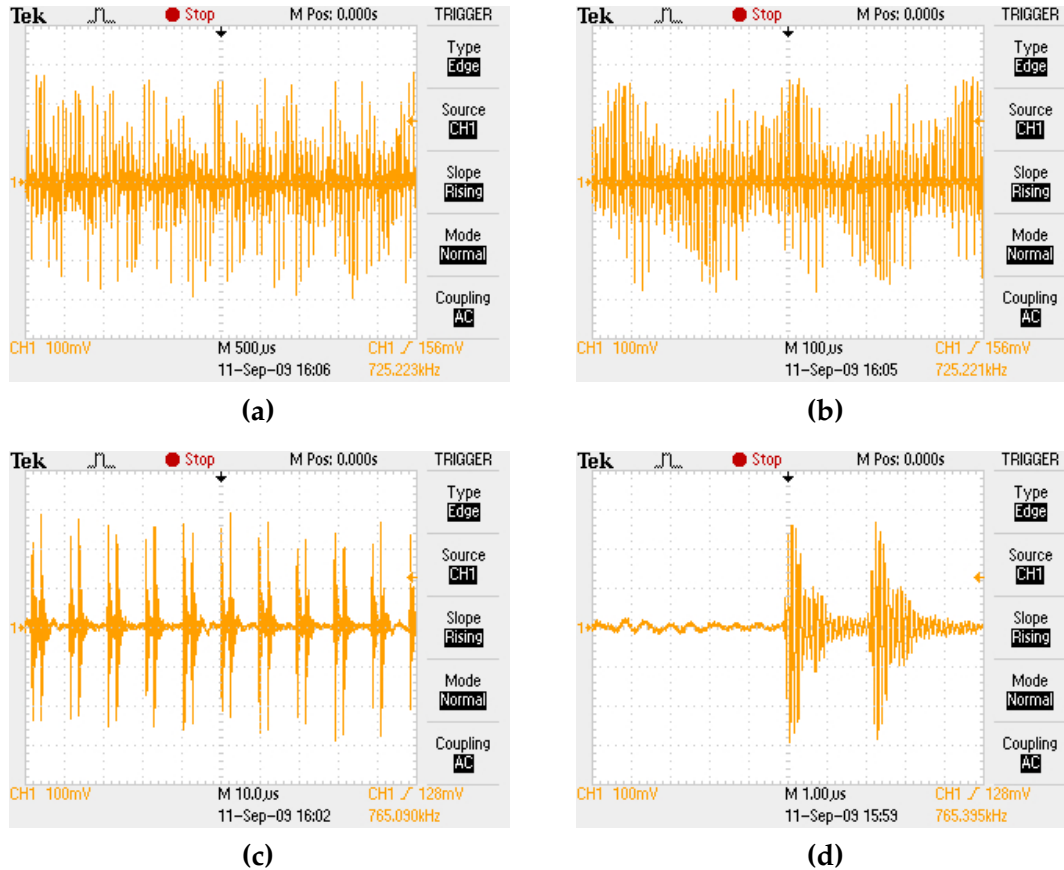 Tek Stop M Pos: 0.000s TRIGGER
Type
Edge
Source
CH1
Slope
Rising
Mode
Normal
Coupling
AC
1
CH1 100mV M 500µs CH1 156mV
11-Sep-09 16:06 725.223kHz
(a)
Tek Stop M Pos: 0.000s TRIGGER
Type
Edge
Source
CH1
Slope
Rising
Mode
Normal
Coupling
AC
1
CH1 100mV M 100µs CH1 156mV
11-Sep-09 16:05 725.221kHz
(b)
Tek Stop M Pos: 0.000s TRIGGER
Type
Edge
Source
CH1
Slope
Rising
Mode
Normal
Coupling
AC
1
CH1 100mV M 10.0µs CH1 128mV
11-Sep-09 16:02 765.090kHz
(c)
Tek Stop M Pos: 0.000s TRIGGER
Type
Edge
Source
CH1
Slope
Rising
Mode
Normal
Coupling
AC
1
CH1 100mV M 1.00µs CH1 128mV
11-Sep-09 15:59 765.395kHz
(d)